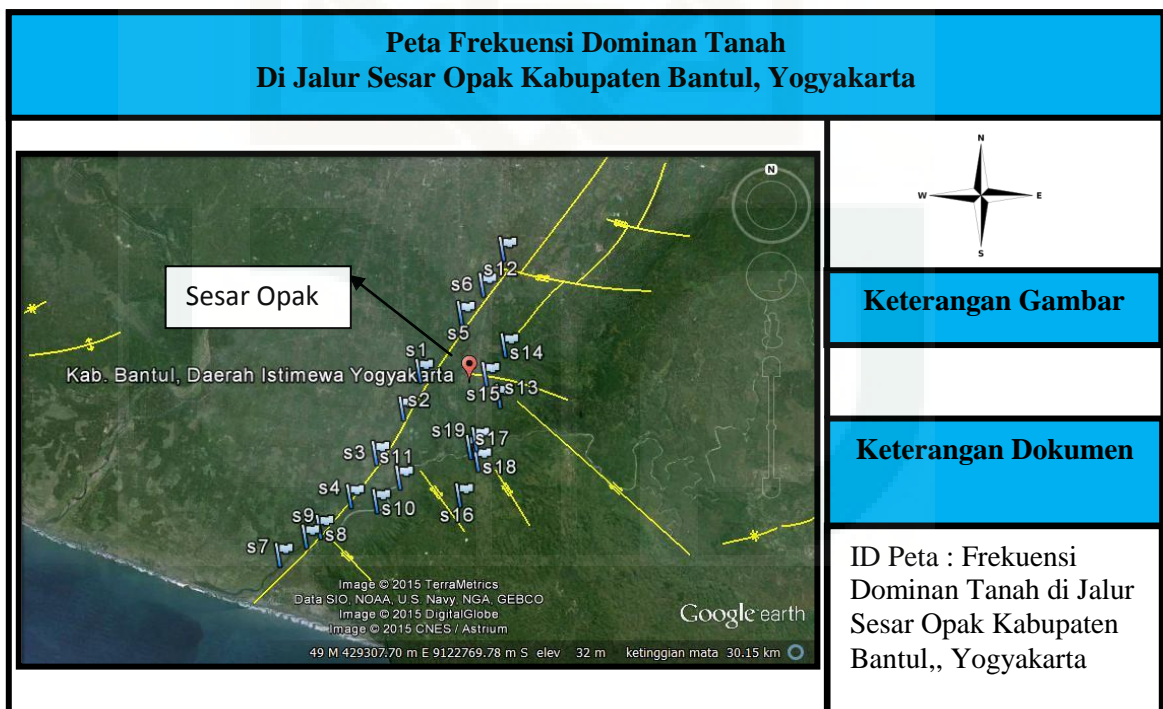 Peta Frekuensi Dominan Tanah
Di Jalur Sesar Opak Kabupaten Bantul, Yogyakarta
N
W
E
S
N
Sesar Opak
s12
s6
s5
s14
s1
Kab. Bantul, Daerah Istimewa Yogyakarta
s15
s13
s2
s19
s17
s3
s11
s18
s4
s10
s16
s9
s8
s7
Image © 2015 TerraMetrics
Data SIO, NOAA, U.S. Navy, NGA, GEBCO
Image © 2015 DigitalGlobe
Image © 2015 CNES / Astrium
Google earth
49 M 429307.70 m E 9122769.78 m S elev 32 m ketinggian mata 30.15 km
Keterangan Gambar
Keterangan Dokumen
ID Peta : Frekuensi
Dominan Tanah di Jalur
Sesar Opak Kabupaten
Bantul,, Yogyakarta